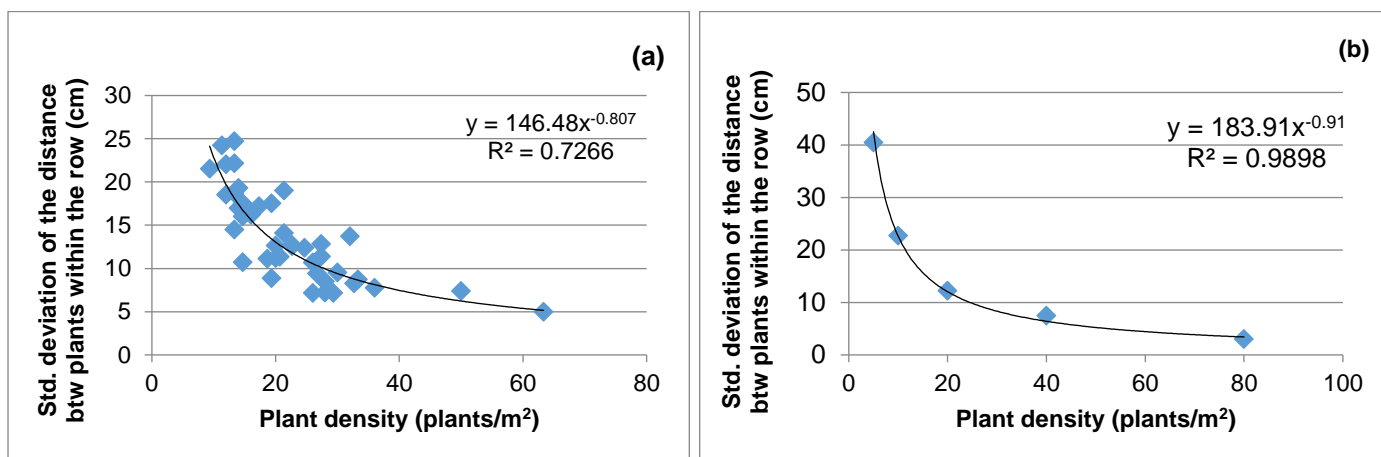 (a)
Std. deviation of the distance
btw plants within the row (cm)
30
25
20
15
10
5
0
y = 146.48x^-0.807
R² = 0.7266
0 20 40 60 80
Plant density (plants/m²)
(b)
Std. deviation of the distance
btw plants within the row (cm)
50
40
30
20
10
0
y = 183.91x^-0.91
R² = 0.9898
0 20 40 60 80 100
Plant density (plants/m²)